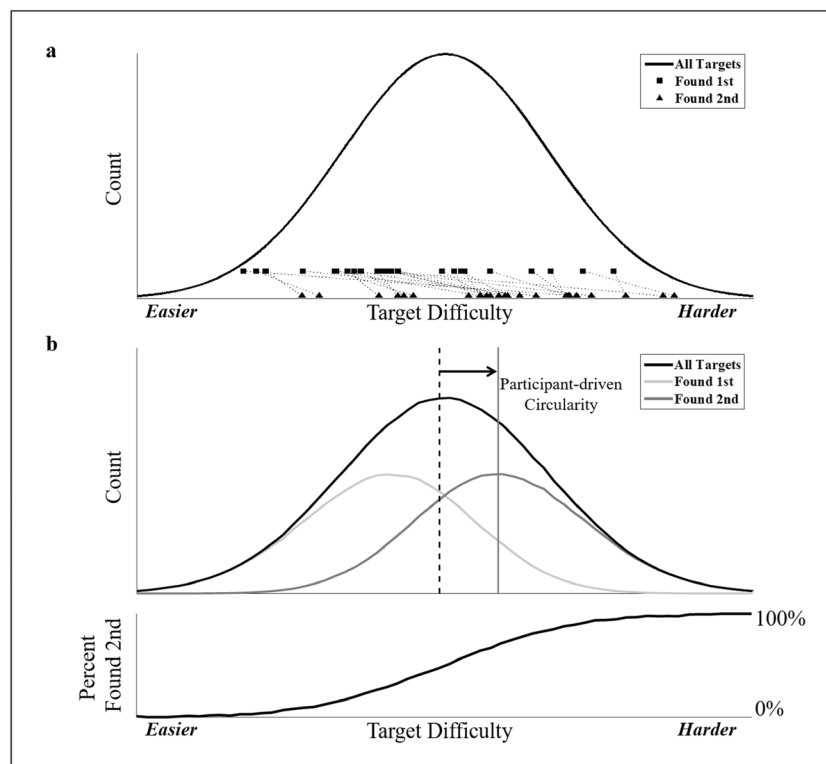 a
All Targets
Found 1st
Found 2nd
Count
Easier
Target Difficulty
Harder
b
All Targets
Found 1st
Found 2nd
Participant-driven
Circularity
Count
100%
Percent
Found 2nd
0%
Easier
Target Difficulty
Harder